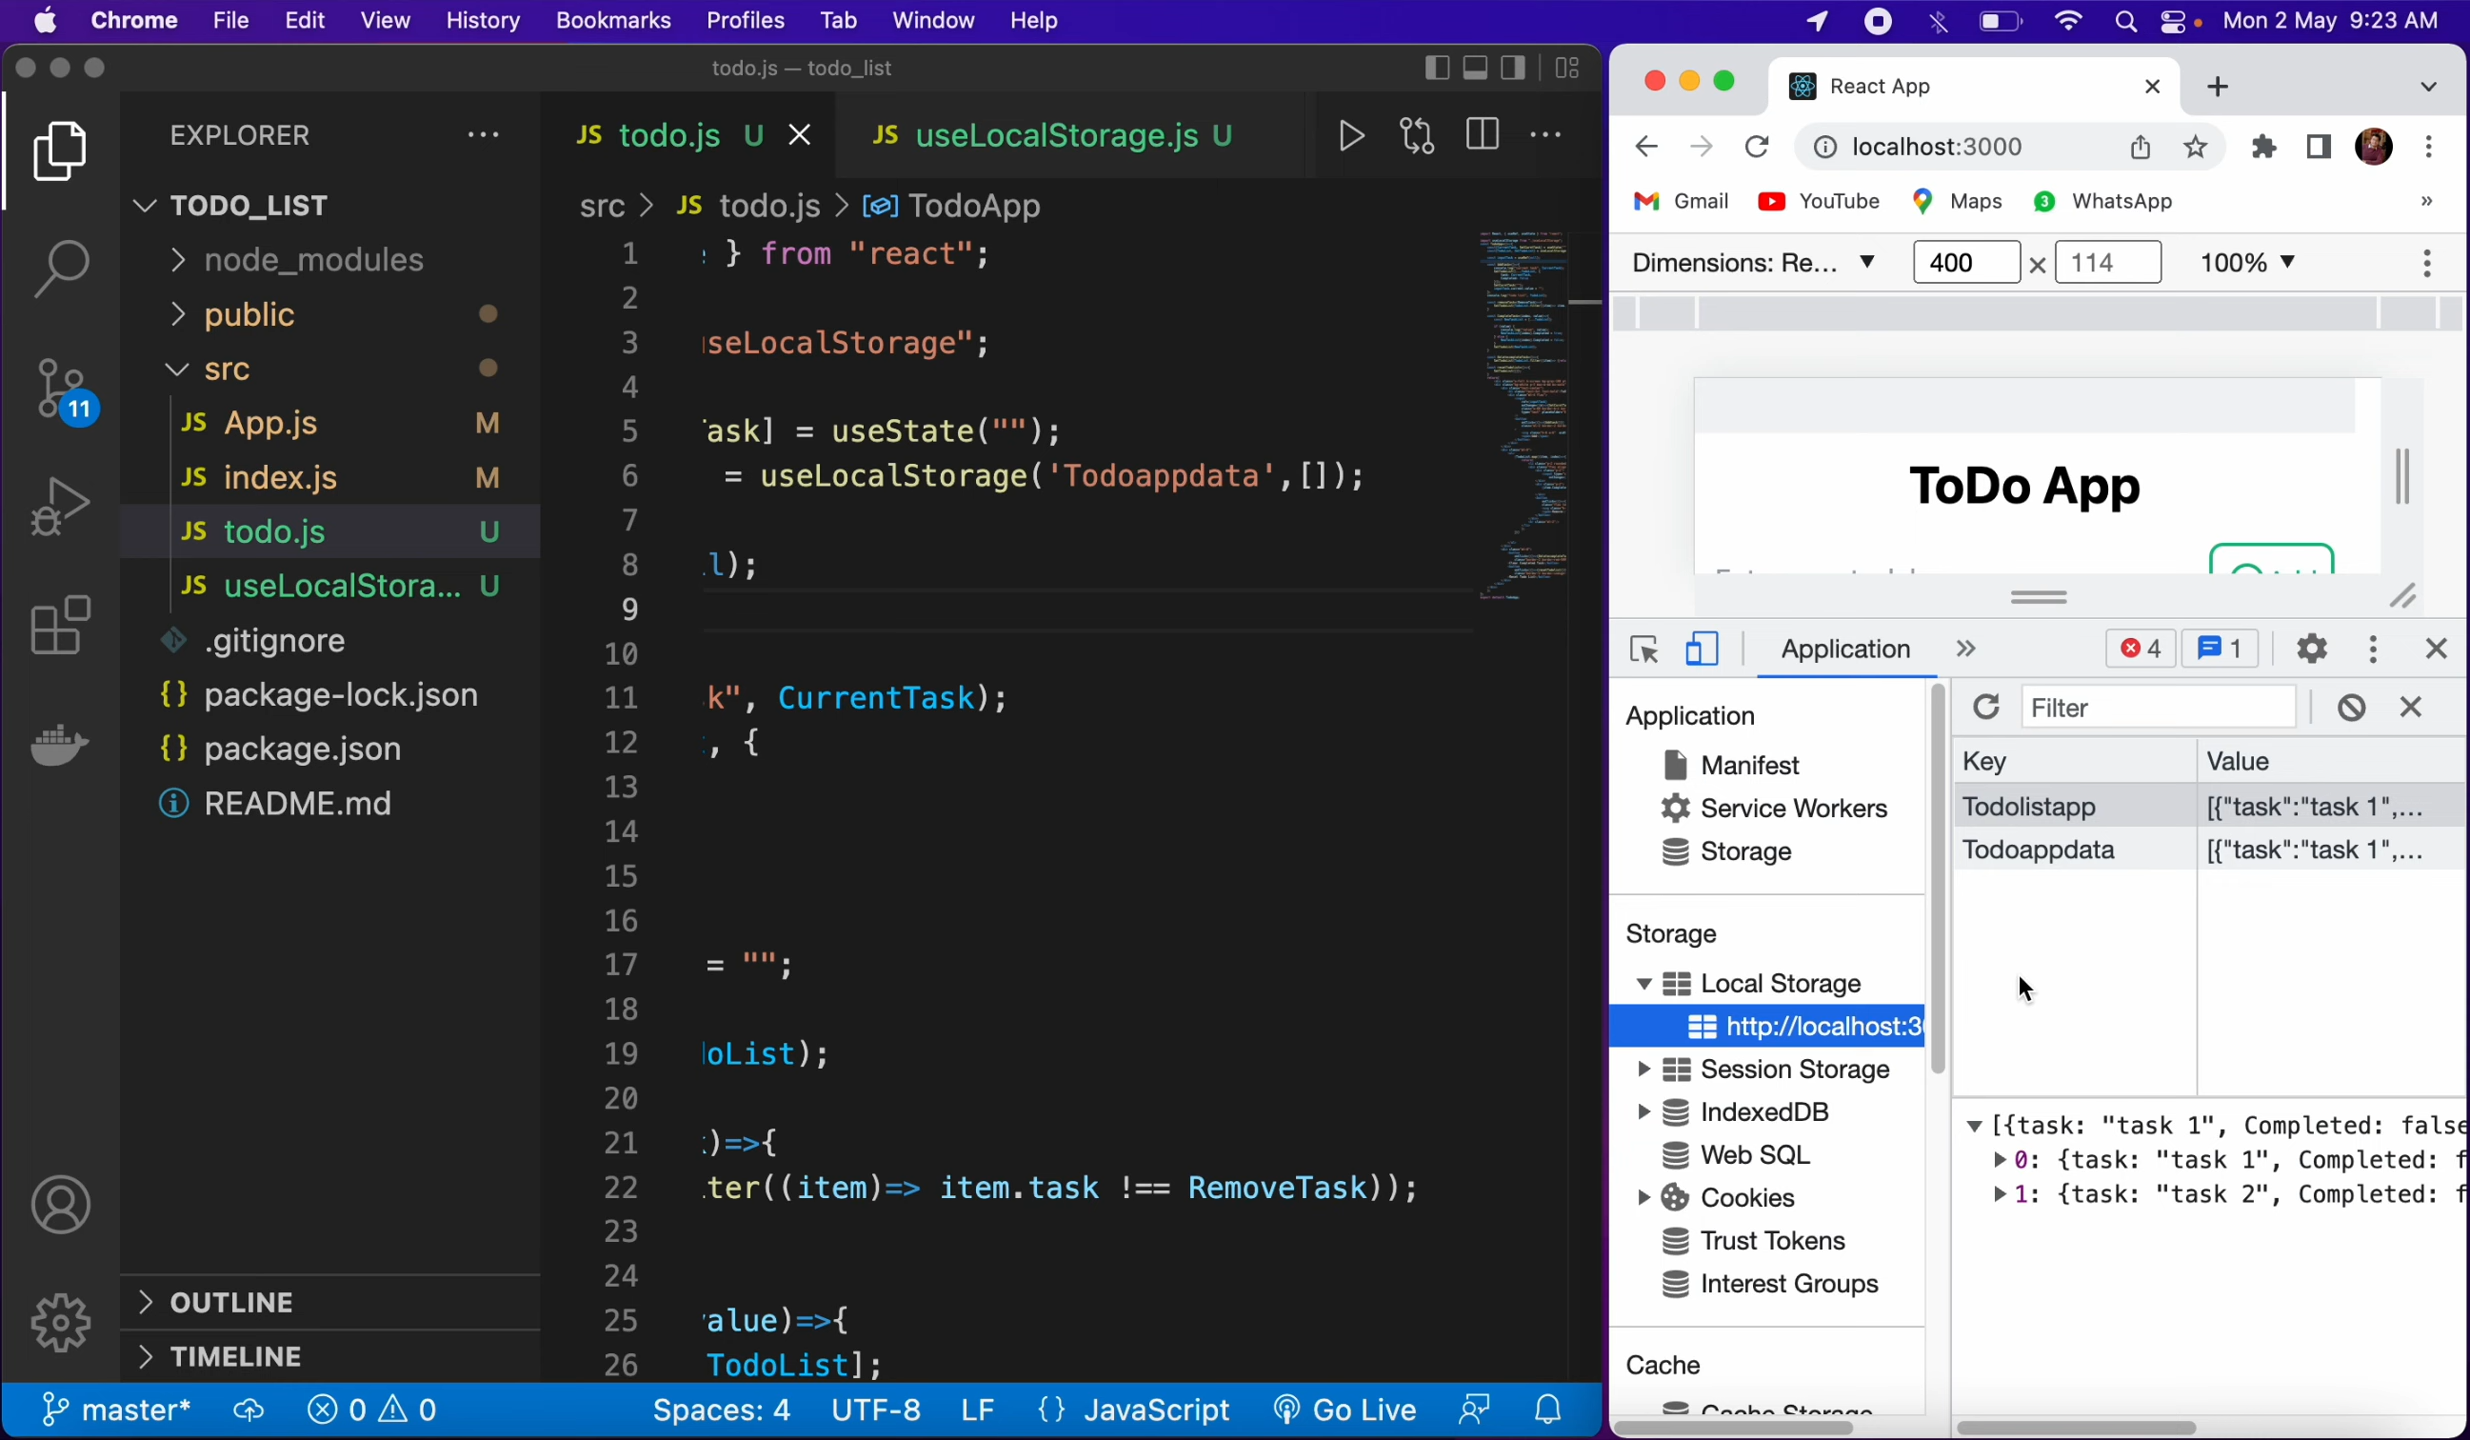 Chrome File Edit View History Bookmarks Profiles Tab Window Help
Mon 2 May 9:23 AM
todo.js — todo_list
EXPLORER
TODO_LIST
node_modules
public
src
JS App.js M
JS index.js M
JS todo.js U
JS useLocalStora... U
.gitignore
{} package-lock.json
{} package.json
README.md
11
OUTLINE
TIMELINE
JS todo.js U
JS useLocalStorage.js U
src > JS todo.js > TodoApp
1 : } from "react";
2
3 seLocalStorage";
4
5 ask] = useState("");
6 = useLocalStorage('Todoappdata',[]);
7
8 l);
9
10
11 k", CurrentTask);
12 , {
13
14
15
16
17 = "";
18
19 oList);
20
21 )=>{
22 ter((item)=> item.task !== RemoveTask));
23
24
25 alue)=>{
26 TodoList];
master* 0 0 Spaces: 4 UTF-8 LF {} JavaScript Go Live
React App
localhost:3000
Gmail YouTube Maps 3 WhatsApp »
Dimensions: Re... 400 × 114 100%
ToDo App
Application » 4 1
Application
Manifest
Service Workers
Storage
Storage
Local Storage
http://localhost:30
Session Storage
IndexedDB
Web SQL
Cookies
Trust Tokens
Interest Groups
Cache
Cache Storage
Filter
Key Value
Todolistapp [{"task":"task 1",...
Todoappdata [{"task":"task 1",...
[{task: "task 1", Completed: false
0: {task: "task 1", Completed: f
1: {task: "task 2", Completed: f